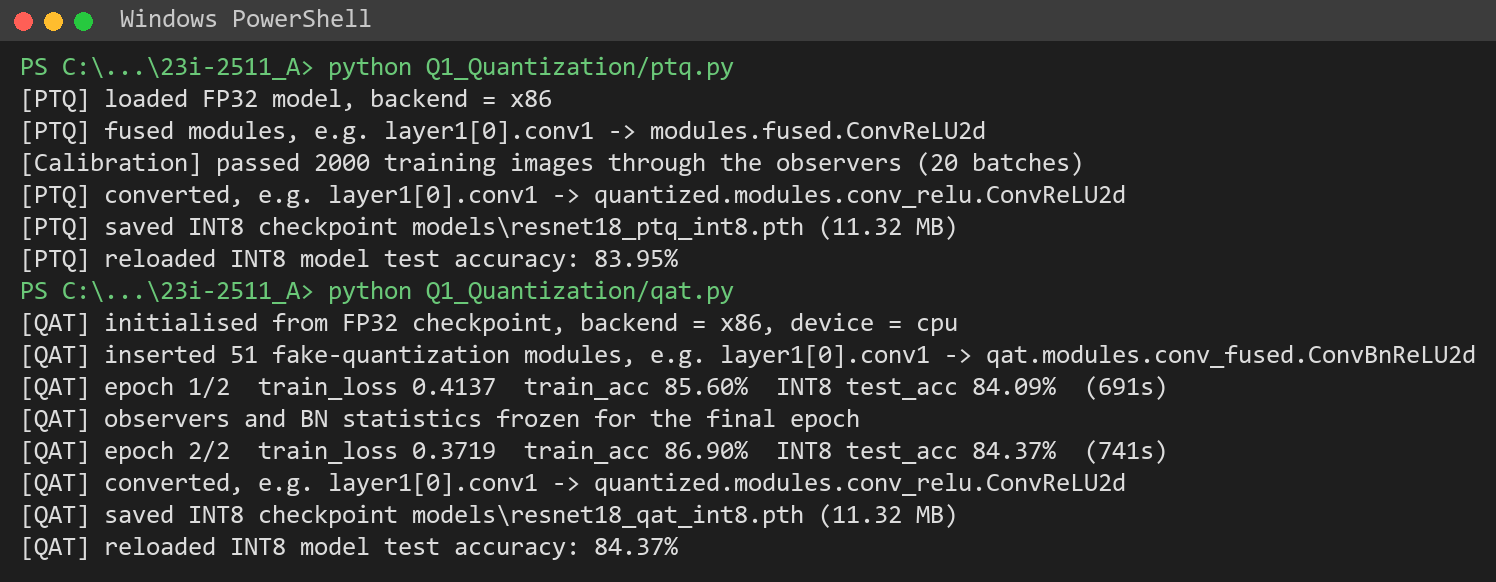 Windows PowerShell
PS C:\...\23i-2511_A> python Q1_Quantization/ptq.py
[PTQ] loaded FP32 model, backend = x86
[PTQ] fused modules, e.g. layer1[0].conv1 -> modules.fused.ConvReLU2d
[Calibration] passed 2000 training images through the observers (20 batches)
[PTQ] converted, e.g. layer1[0].conv1 -> quantized.modules.conv_relu.ConvReLU2d
[PTQ] saved INT8 checkpoint models\resnet18_ptq_int8.pth (11.32 MB)
[PTQ] reloaded INT8 model test accuracy: 83.95%
PS C:\...\23i-2511_A> python Q1_Quantization/qat.py
[QAT] initialised from FP32 checkpoint, backend = x86, device = cpu
[QAT] inserted 51 fake-quantization modules, e.g. layer1[0].conv1 -> qat.modules.conv_fused.ConvBnReLU2d
[QAT] epoch 1/2  train_loss 0.4137  train_acc 85.60%  INT8 test_acc 84.09%  (691s)
[QAT] observers and BN statistics frozen for the final epoch
[QAT] epoch 2/2  train_loss 0.3719  train_acc 86.90%  INT8 test_acc 84.37%  (741s)
[QAT] converted, e.g. layer1[0].conv1 -> quantized.modules.conv_relu.ConvReLU2d
[QAT] saved INT8 checkpoint models\resnet18_qat_int8.pth (11.32 MB)
[QAT] reloaded INT8 model test accuracy: 84.37%